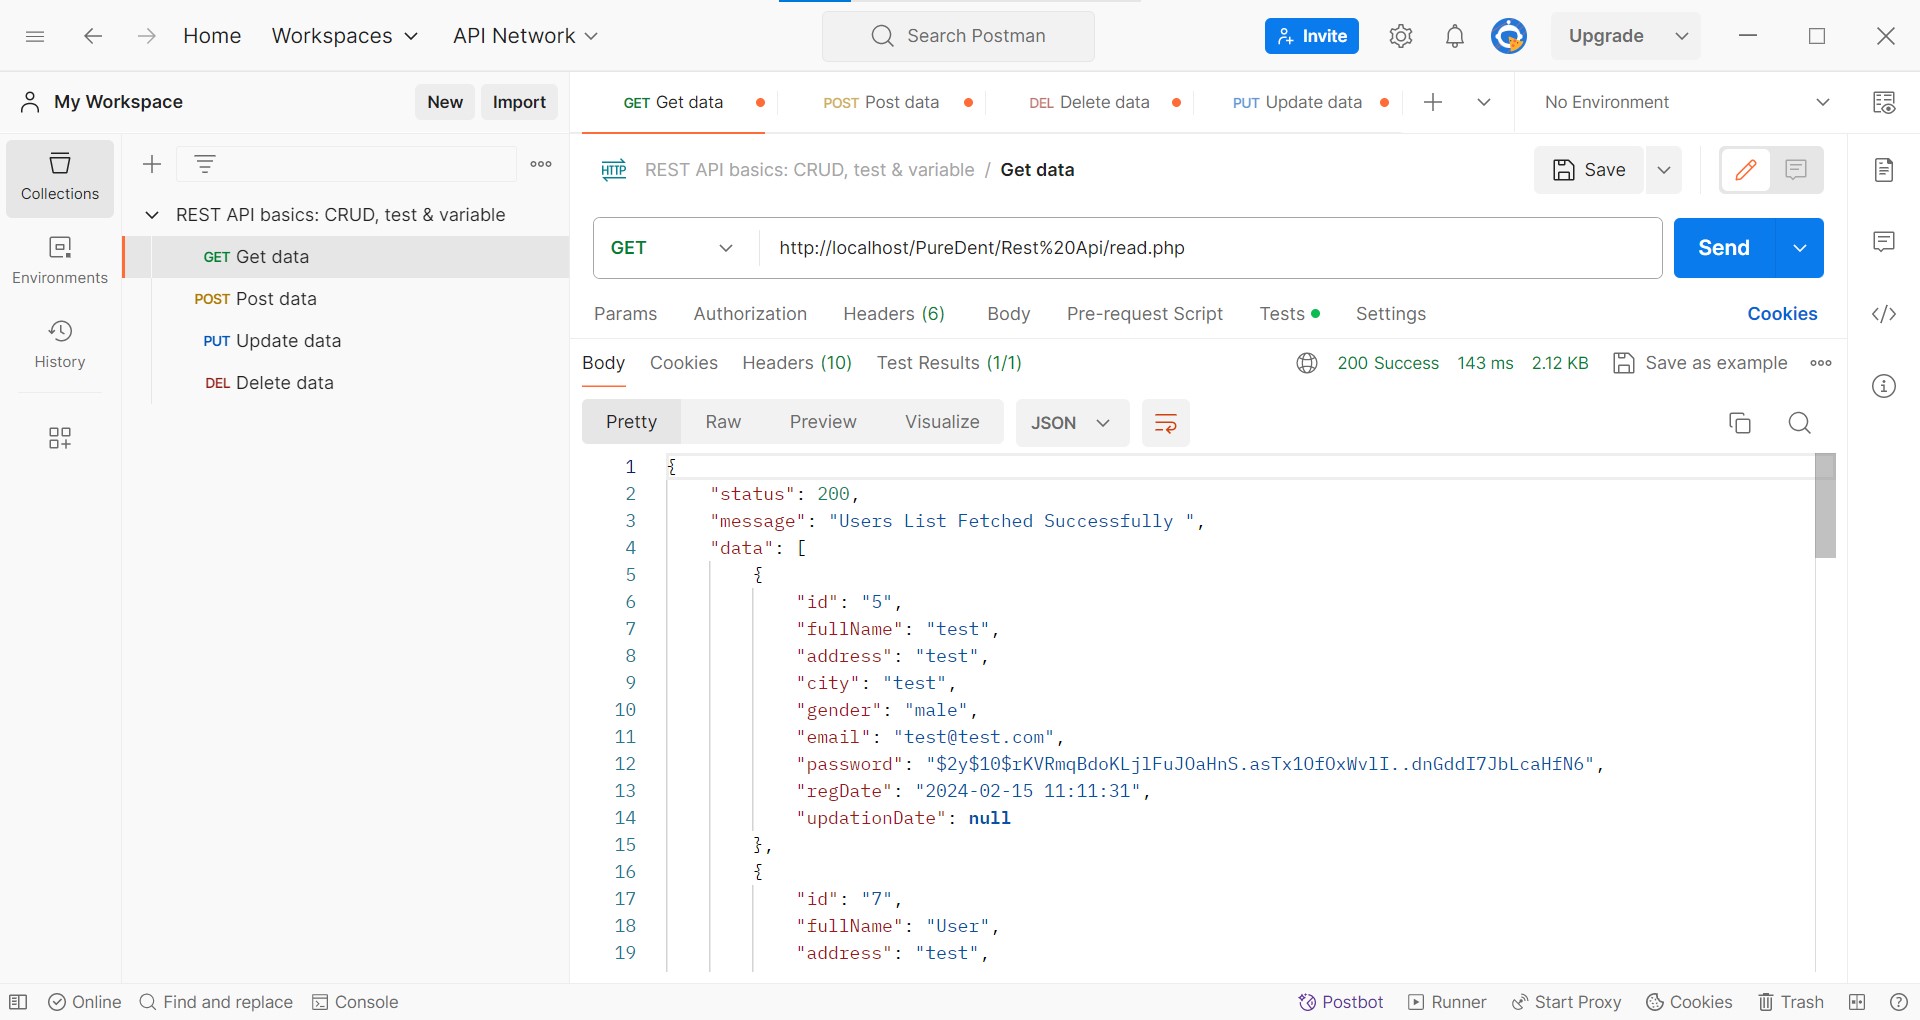 Home Workspaces API Network Search Postman Invite Upgrade
My Workspace New Import GET Get data POST Post data DEL Delete data PUT Update data No Environment
Collections
Environments
History
REST API basics: CRUD, test & variable
GET Get data
POST Post data
PUT Update data
DEL Delete data
HTTP REST API basics: CRUD, test & variable / Get data Save
GET http://localhost/PureDent/Rest%20Api/read.php Send
Params Authorization Headers (6) Body Pre-request Script Tests Settings Cookies
Body Cookies Headers (10) Test Results (1/1) 200 Success 143 ms 2.12 KB Save as example
Pretty Raw Preview Visualize JSON
1 {
2 "status": 200,
3 "message": "Users List Fetched Successfully ",
4 "data": [
5 {
6 "id": "5",
7 "fullName": "test",
8 "address": "test",
9 "city": "test",
10 "gender": "male",
11 "email": "test@test.com",
12 "password": "$2y$10$rKVRmqBdoKLjlFuJOaHnS.asTx1OfOxWvlI..dnGddI7JbLcaHfN6",
13 "regDate": "2024-02-15 11:11:31",
14 "updationDate": null
15 },
16 {
17 "id": "7",
18 "fullName": "User",
19 "address": "test",
Online Find and replace Console Postbot Runner Start Proxy Cookies Trash